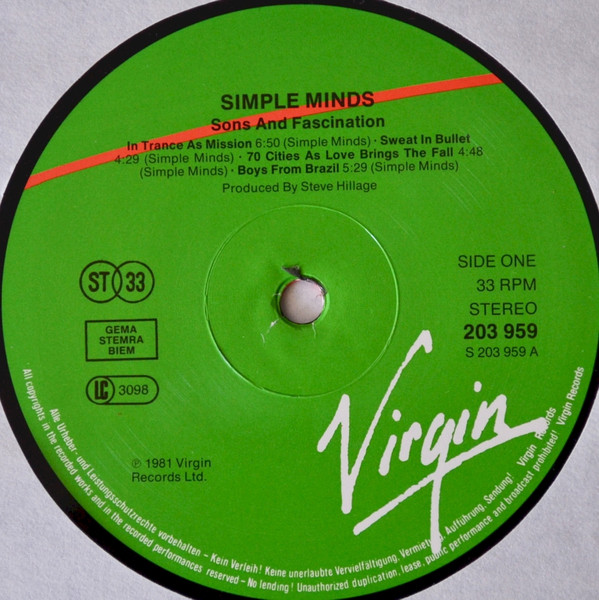 SIMPLE MINDS
Sons And Fascination
In Trance As Mission 6:50 (Simple Minds) · Sweat In Bullet
4:29 (Simple Minds) · 70 Cities As Love Brings The Fall 4:48
(Simple Minds) · Boys From Brazil 5:29 (Simple Minds)
Produced By Steve Hillage
ST 33
GEMA
STEMRA
BIEM
LC 3098
SIDE ONE
33 RPM
STEREO
203 959
S 203 959 A
Virgin
℗ 1981 Virgin
Records Ltd.
Alle Urheber- und Leistungsschutzrechte vorbehalten – Kein Verleih! Keine unerlaubte Vervielfältigung, Vermietung, Aufführung, Sendung! Virgin Records
All copyrights in the recorded works and in the recorded performances reserved – No lending! Unauthorized duplication, lease, public performance and broadcast prohibited! Virgin Records